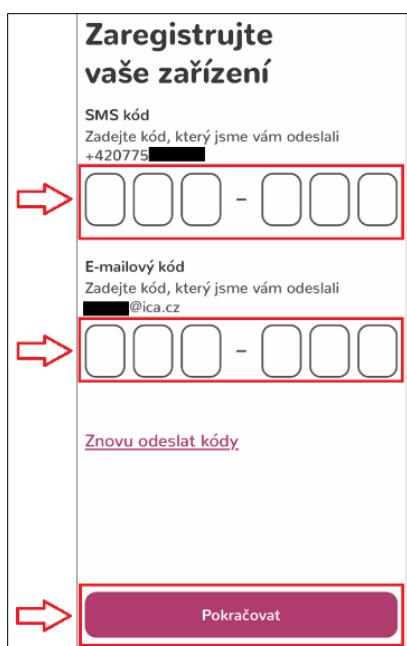 Zaregistrujte
vaše zařízení
SMS kód
Zadejte kód, který jsme vám odeslali
+420775
-
E-mailový kód
Zadejte kód, který jsme vám odeslali
@ica.cz
-
Znovu odeslat kódy
Pokračovat